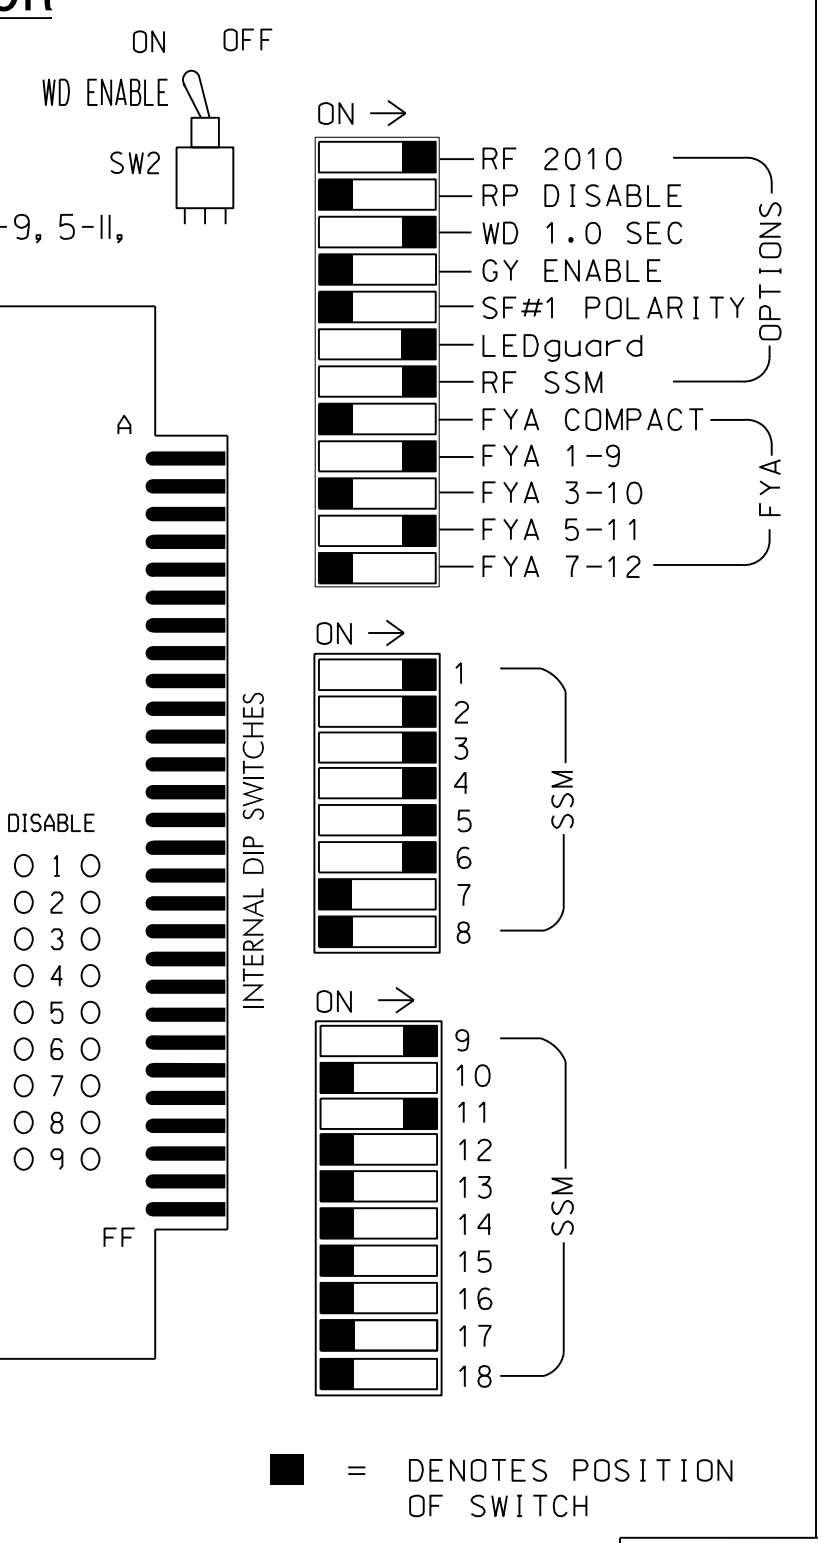 ON OFF
WD ENABLE
SW2
-9, 5-11,
ON
RF 2010
RP DISABLE
WD 1.0 SEC
GY ENABLE
SF#1 POLARITY
LEDguard
RF SSM
OPTIONS
FYA COMPACT
FYA 1-9
FYA 3-10
FYA 5-11
FYA 7-12
FYA
A
FF
INTERNAL DIP SWITCHES
DISABLE
1
2
3
4
5
6
7
8
9
ON
1
2
3
4
5
6
7
8
SSM
ON
9
10
11
12
13
14
15
16
17
18
SSM
= DENOTES POSITION
OF SWITCH